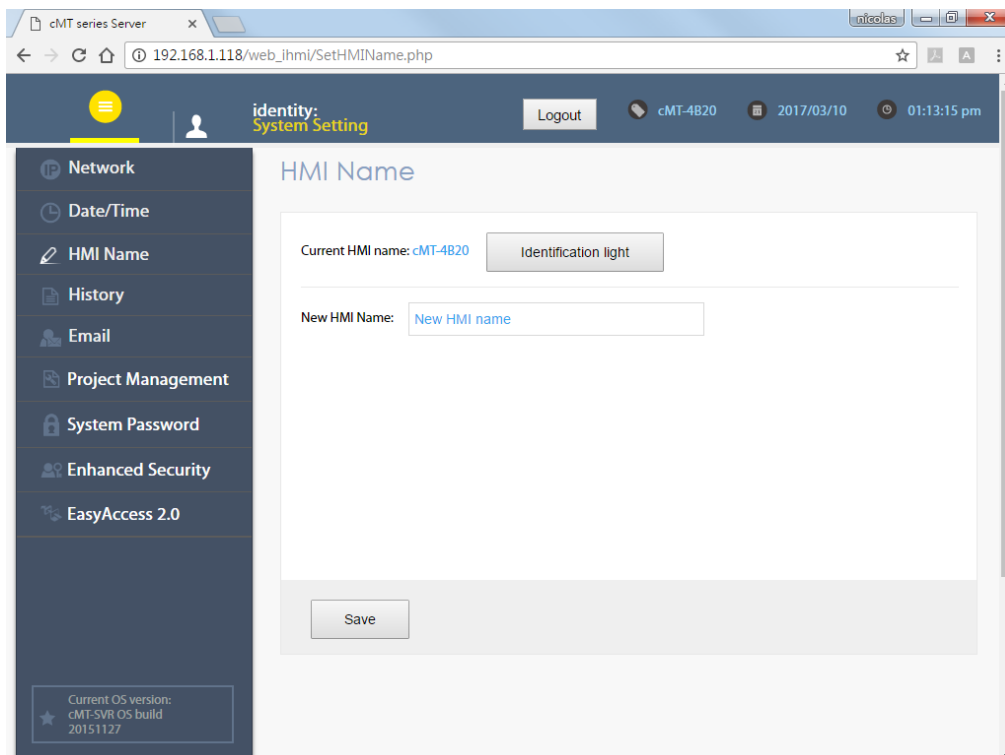 cMT series Server
nicolas
192.168.1.118/web_ihmi/SetHMIName.php
identity:
System Setting
Logout
cMT-4B20
2017/03/10
01:13:15 pm
Network
Date/Time
HMI Name
History
Email
Project Management
System Password
Enhanced Security
EasyAccess 2.0
Current OS version:
cMT-SVR OS build
20151127
HMI Name
Current HMI name: cMT-4B20
Identification light
New HMI Name:
New HMI name
Save